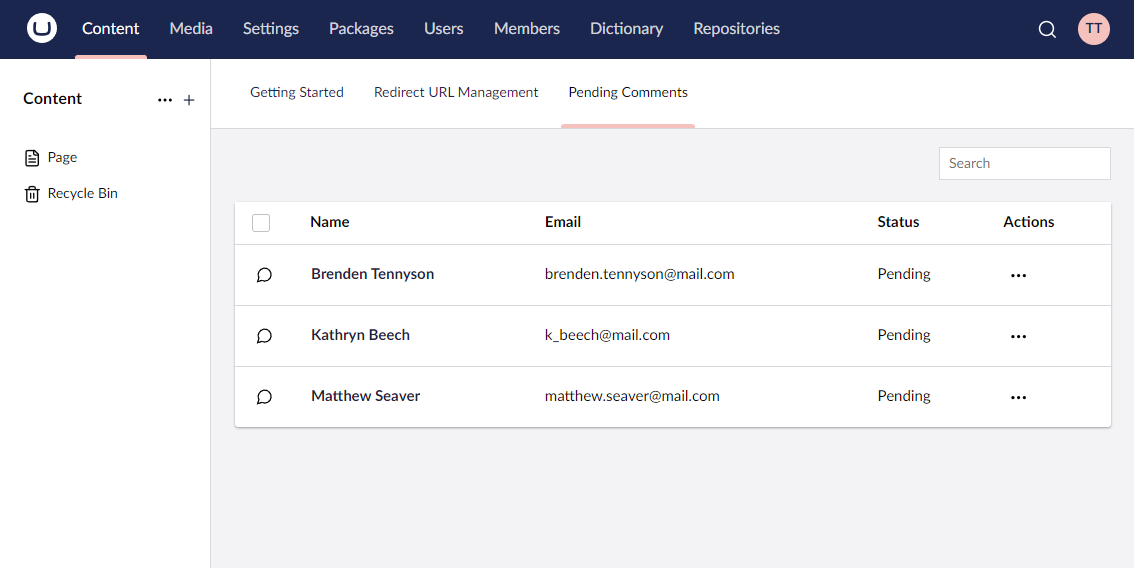 Content Media Settings Packages Users Members Dictionary Repositories TT
Content
Page
Recycle Bin
Getting Started Redirect URL Management Pending Comments
Search
Name Email Status Actions
Brenden Tennyson brenden.tennyson@mail.com Pending
Kathryn Beech k_beech@mail.com Pending
Matthew Seaver matthew.seaver@mail.com Pending